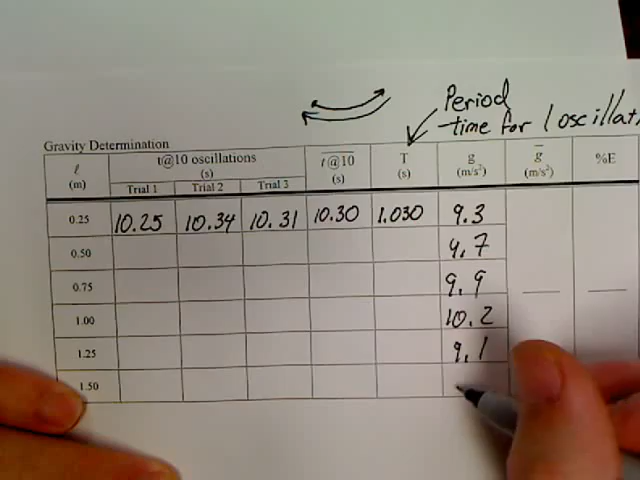 Period
time for 1 oscillati
Gravity Determination
ℓ (m) t@10 oscillations (s) t@10 (s) T (s) g (m/s²) g (m/s²) %E
Trial 1 Trial 2 Trial 3
0.25 10.25 10.34 10.31 10.30 1.030 9.3
0.50 9.7
0.75 9.9
1.00 10.2
1.25 9.1
1.50